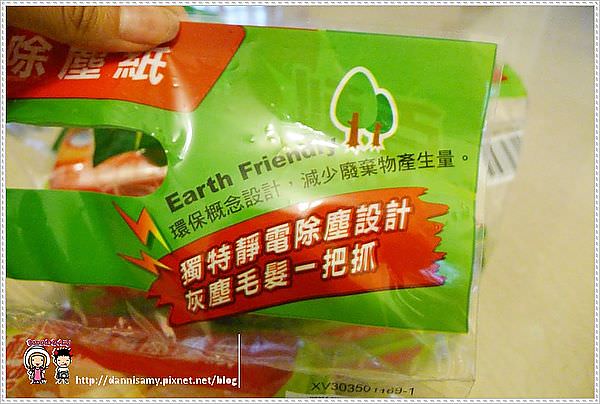 除塵紙
Earth Friendly
環保概念設計，減少廢棄物產生量。
獨特靜電除塵設計
灰塵毛髮一把抓
http://dannisamy.pixnet.net/blog